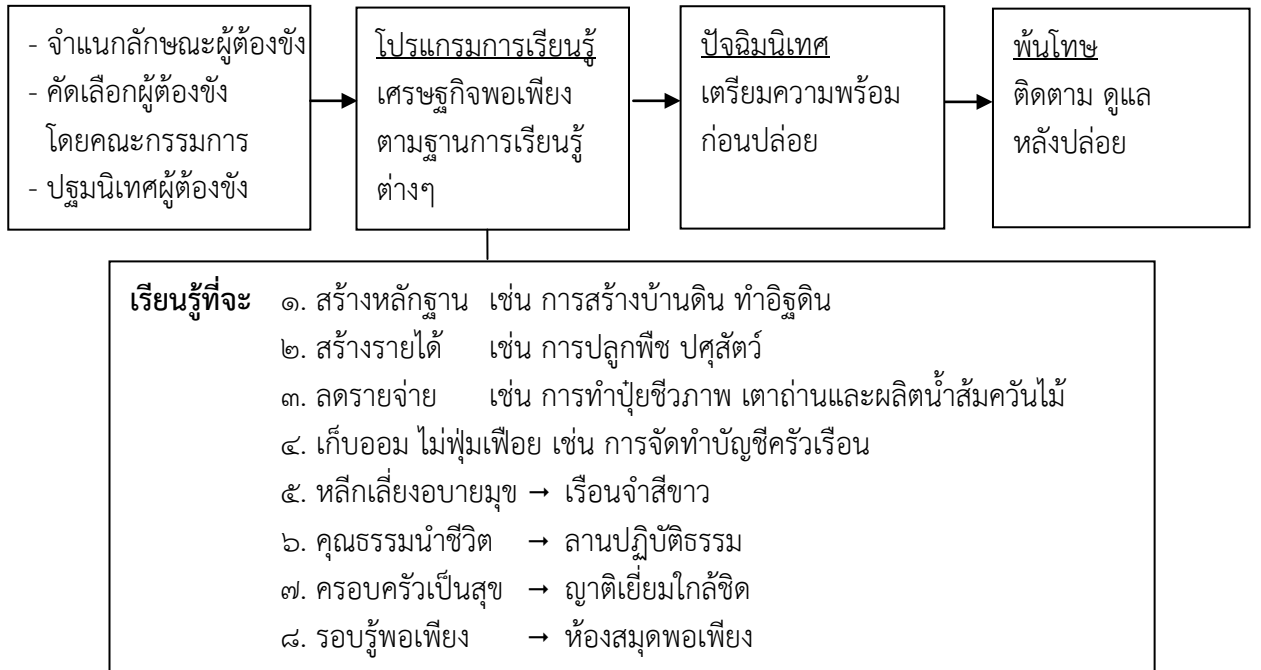 - จำแนกลักษณะผู้ต้องขัง
- คัดเลือกผู้ต้องขัง
โดยคณะกรรมการ
- ปฐมนิเทศผู้ต้องขัง
โปรแกรมการเรียนรู้
เศรษฐกิจพอเพียง
ตามฐานการเรียนรู้
ต่างๆ
ปัจฉิมนิเทศ
เตรียมความพร้อม
ก่อนปล่อย
พ้นโทษ
ติดตาม ดูแล
หลังปล่อย
เรียนรู้ที่จะ ๑. สร้างหลักฐาน เช่น การสร้างบ้านดิน ทำอิฐดิน
๒. สร้างรายได้ เช่น การปลูกพืช ปศุสัตว์
๓. ลดรายจ่าย เช่น การทำปุ๋ยชีวภาพ เตาถ่านและผลิตน้ำส้มควันไม้
๔. เก็บออม ไม่ฟุ่มเฟือย เช่น การจัดทำบัญชีครัวเรือน
๕. หลีกเลี่ยงอบายมุข → เรือนจำสีขาว
๖. คุณธรรมนำชีวิต → ลานปฏิบัติธรรม
๗. ครอบครัวเป็นสุข → ญาติเยี่ยมใกล้ชิด
๘. รอบรู้พอเพียง → ห้องสมุดพอเพียง